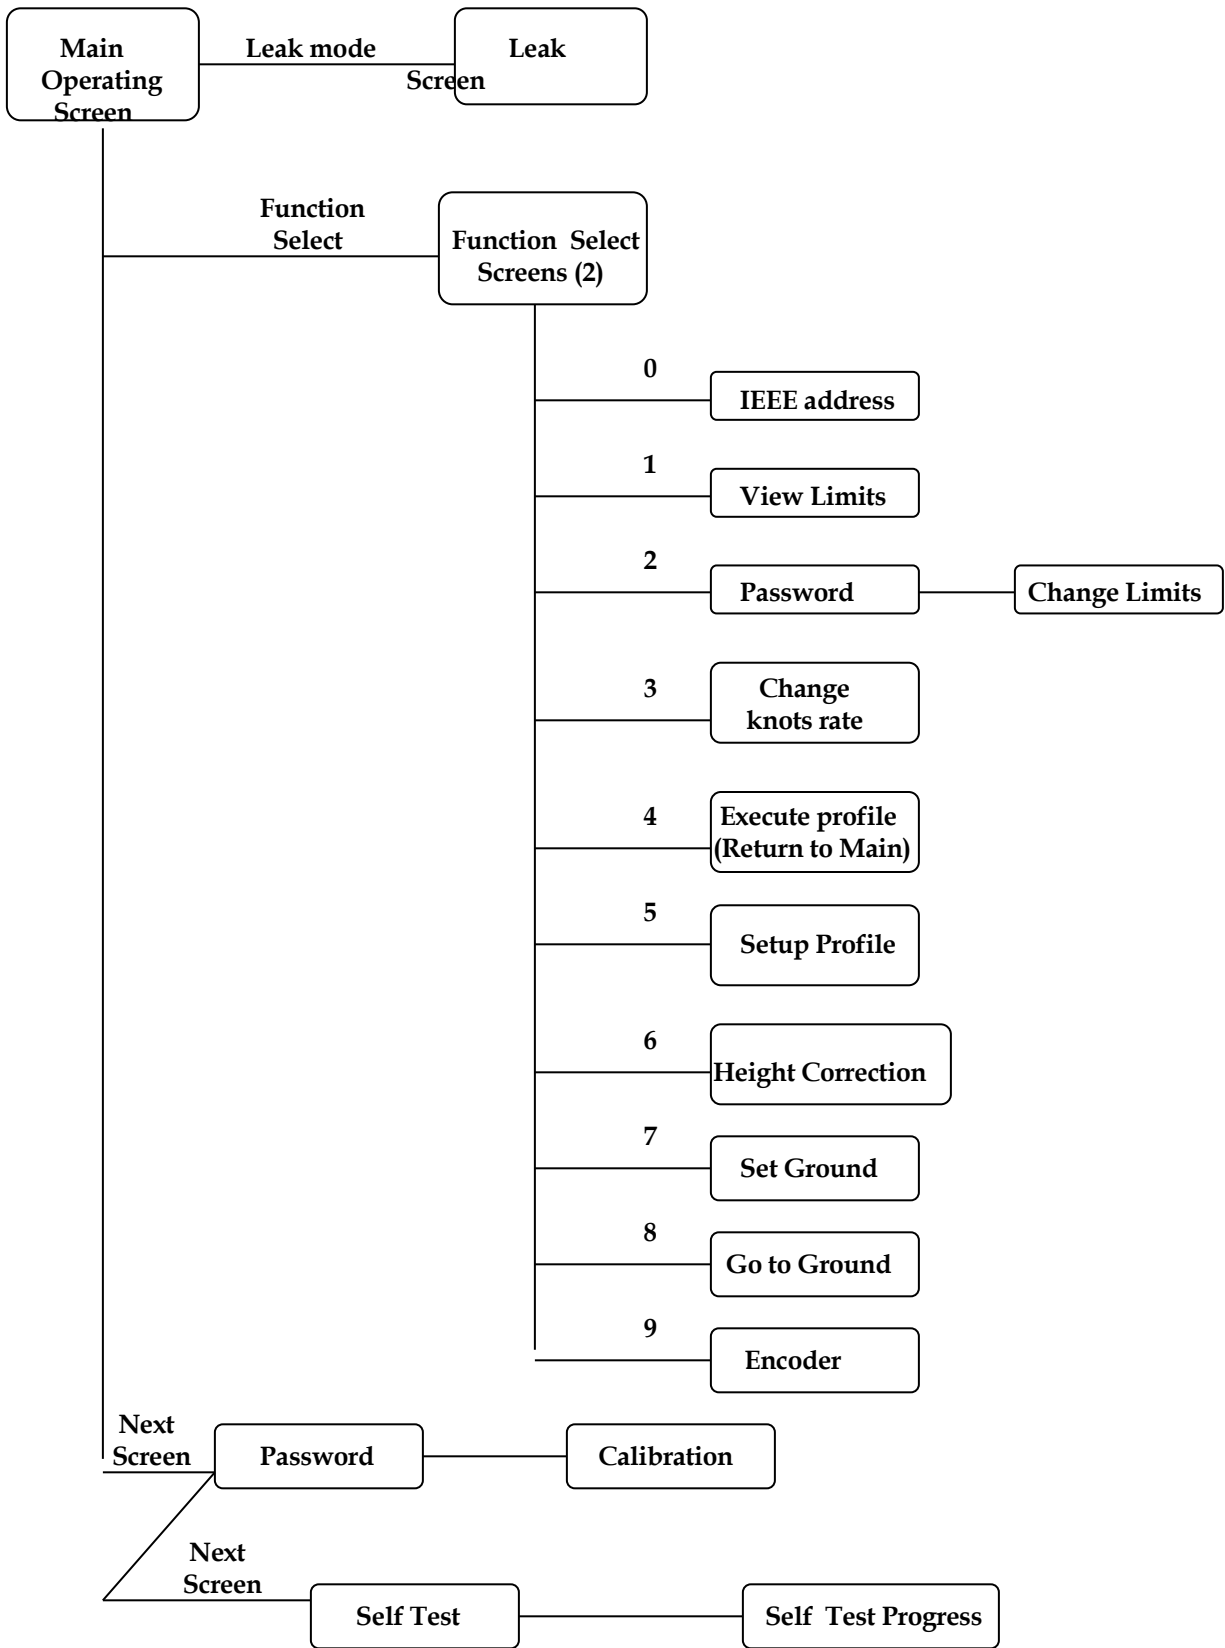 Main
Operating
Screen
Leak mode
Leak
Screen
Function
Select
Function Select
Screens (2)
0
IEEE address
1
View Limits
2
Password
Change Limits
3
Change
knots rate
4
Execute profile
(Return to Main)
5
Setup Profile
6
Height Correction
7
Set Ground
8
Go to Ground
9
Encoder
Next
Screen
Password
Calibration
Next
Screen
Self Test
Self Test Progress